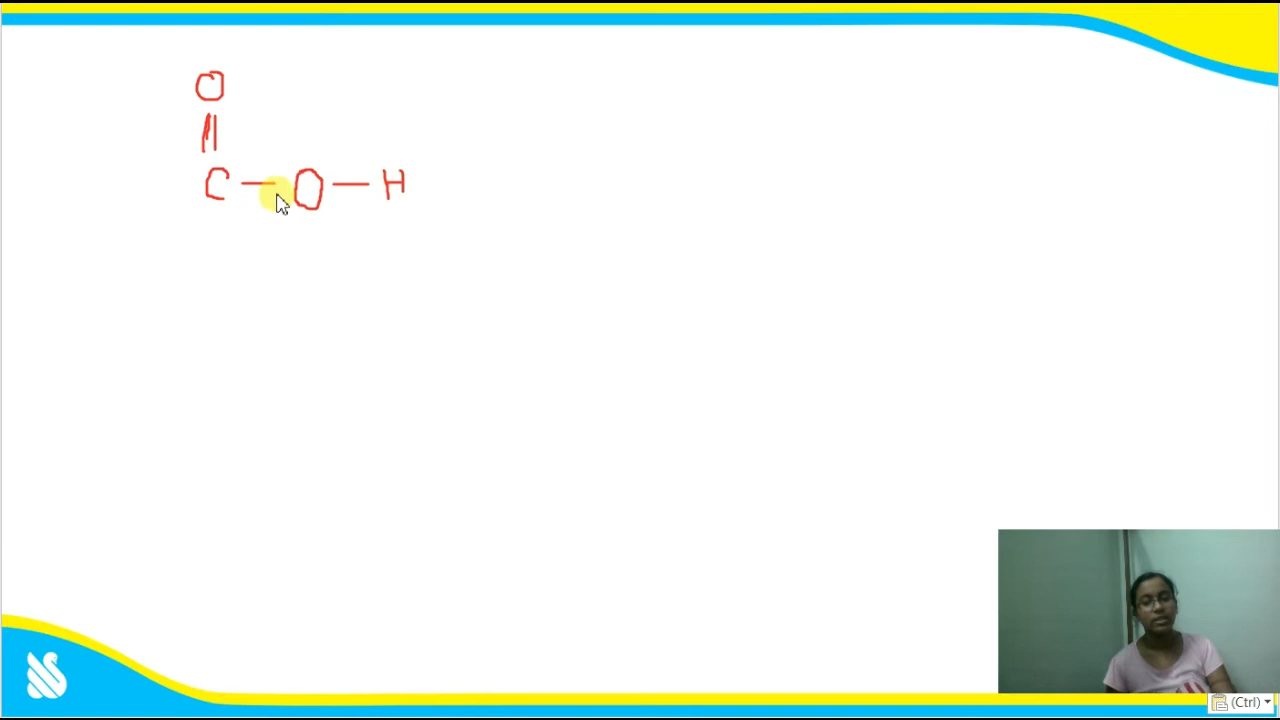 O
||
C — O — H
(Ctrl)